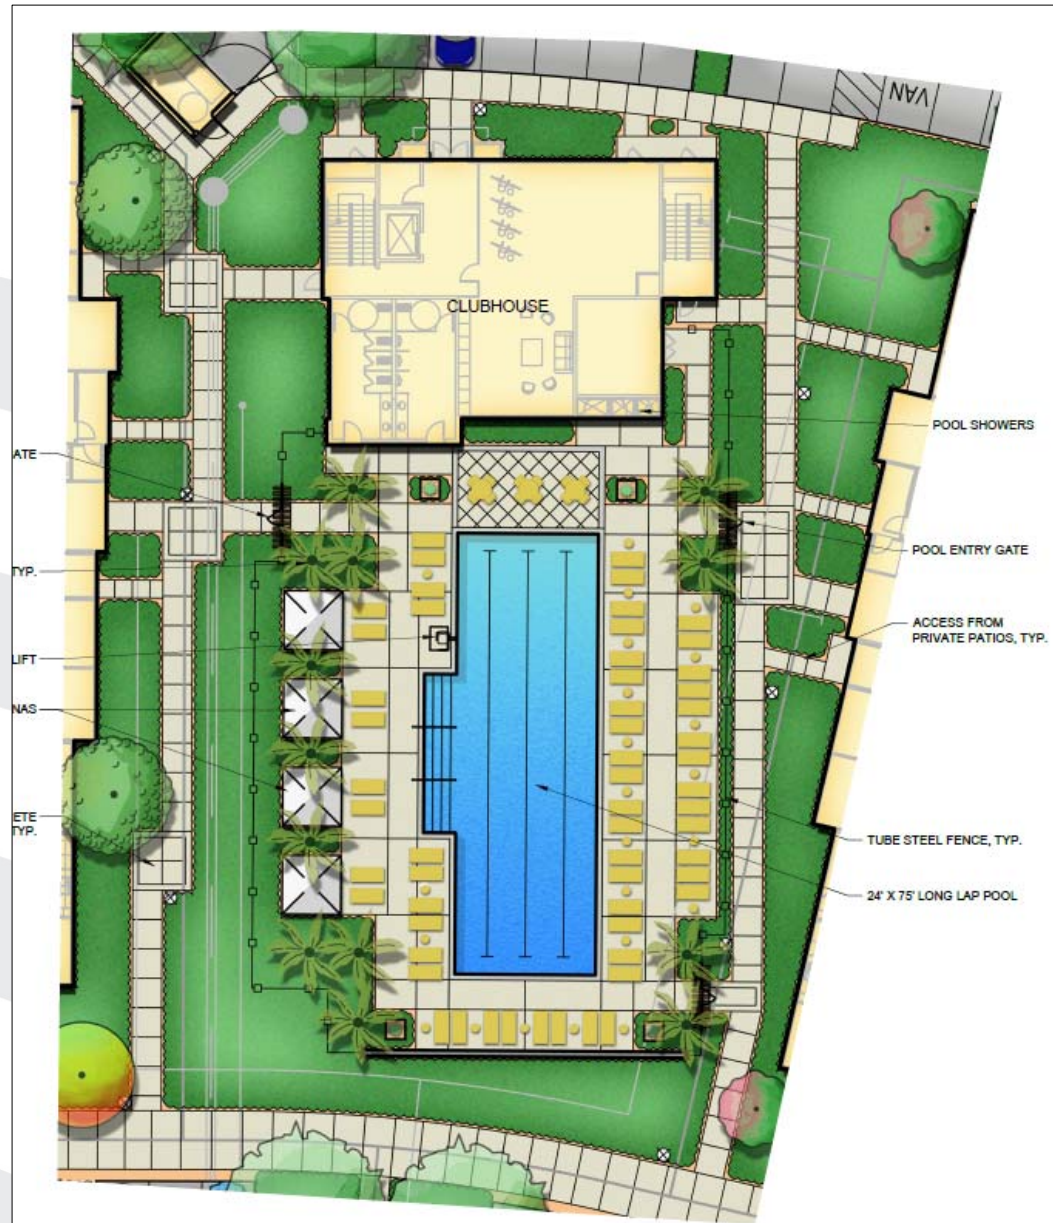 VAN
CLUBHOUSE
POOL SHOWERS
ATE
POOL ENTRY GATE
TYP.
ACCESS FROM
PRIVATE PATIOS, TYP.
LIFT
NAS
ETE
TYP.
TUBE STEEL FENCE, TYP.
24' X 75' LONG LAP POOL